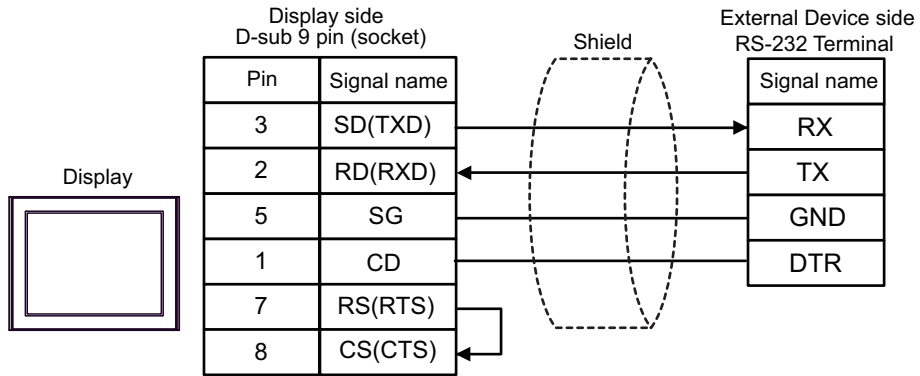 Display side
D-sub 9 pin (socket)
Shield
External Device side
RS-232 Terminal
Pin Signal name Signal name
3 SD(TXD) RX
2 RD(RXD) TX
Display
5 SG GND
1 CD DTR
7 RS(RTS)
8 CS(CTS)